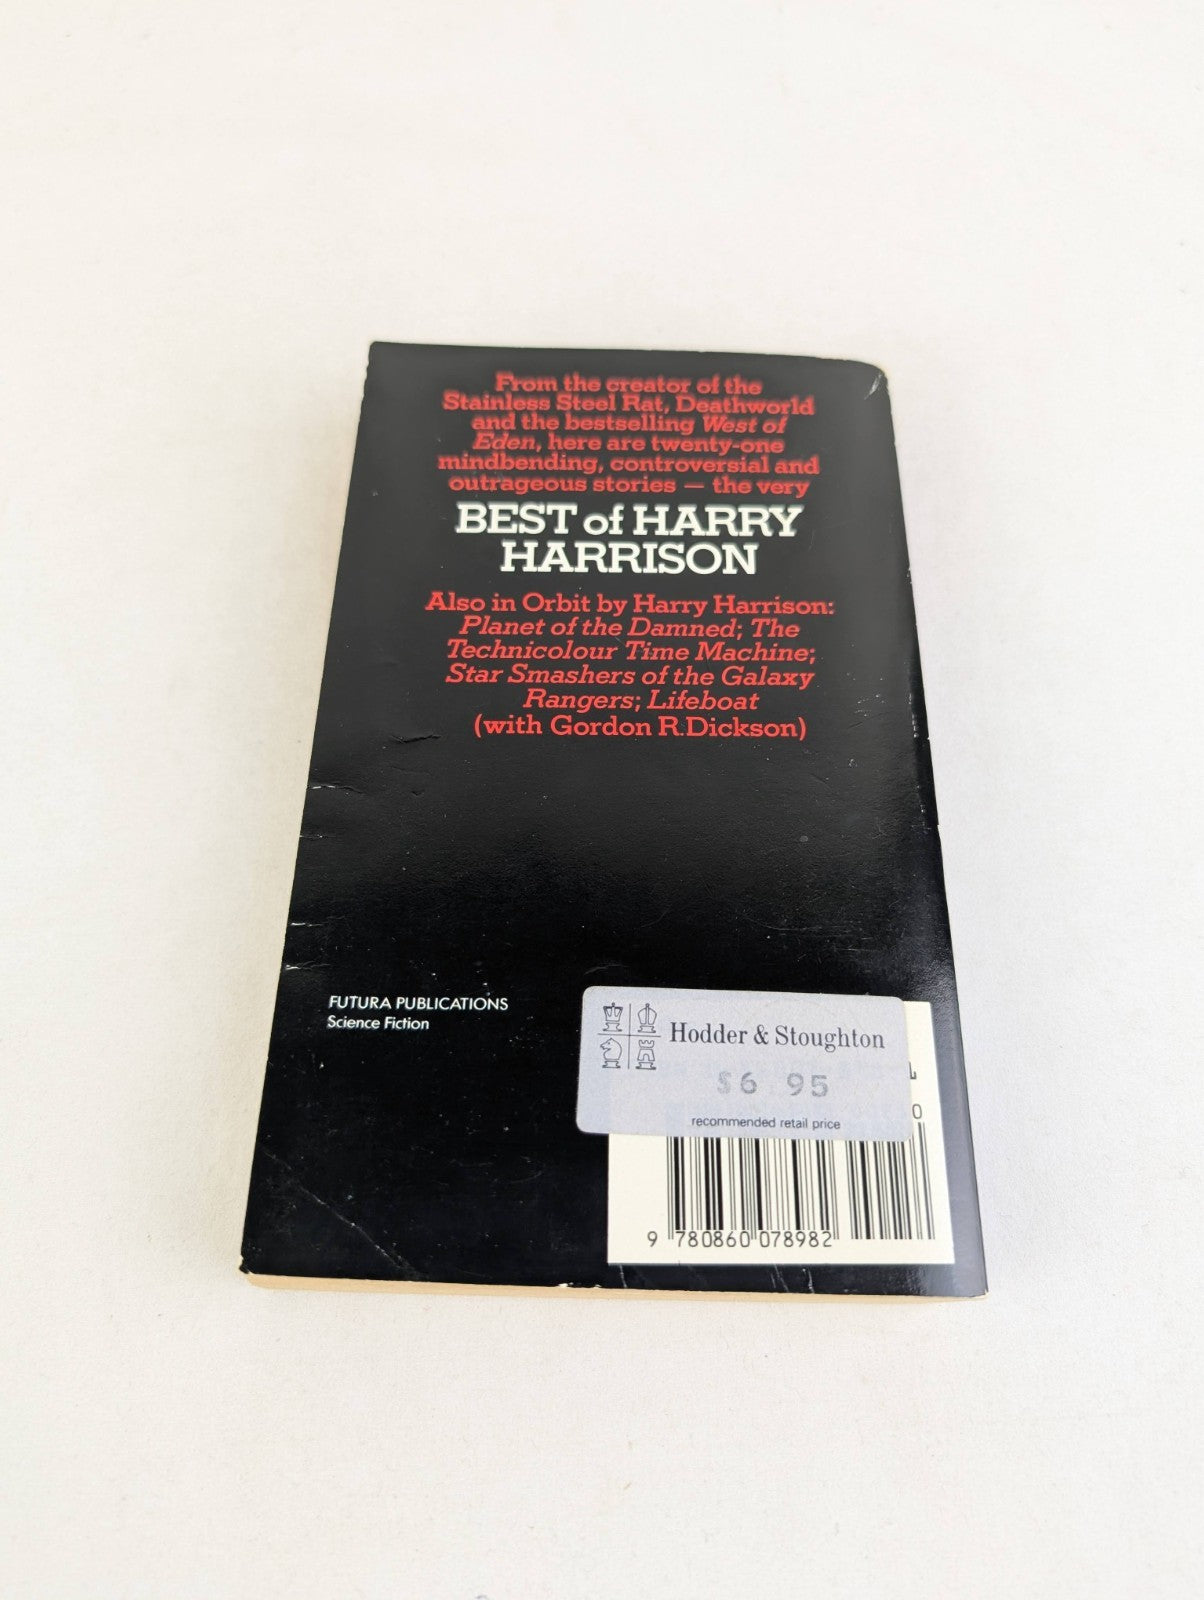 From the creator of the
Stainless Steel Rat, Deathworld
and the bestselling West of
Eden, here are twenty-one
mindbending, controversial and
outrageous stories — the very
BEST of HARRY
HARRISON
Also in Orbit by Harry Harrison:
Planet of the Damned; The
Technicolour Time Machine;
Star Smashers of the Galaxy
Rangers; Lifeboat
(with Gordon R.Dickson)
FUTURA PUBLICATIONS
Science Fiction
Hodder & Stoughton
$6 95
recommended retail price
0
9 780860 078982